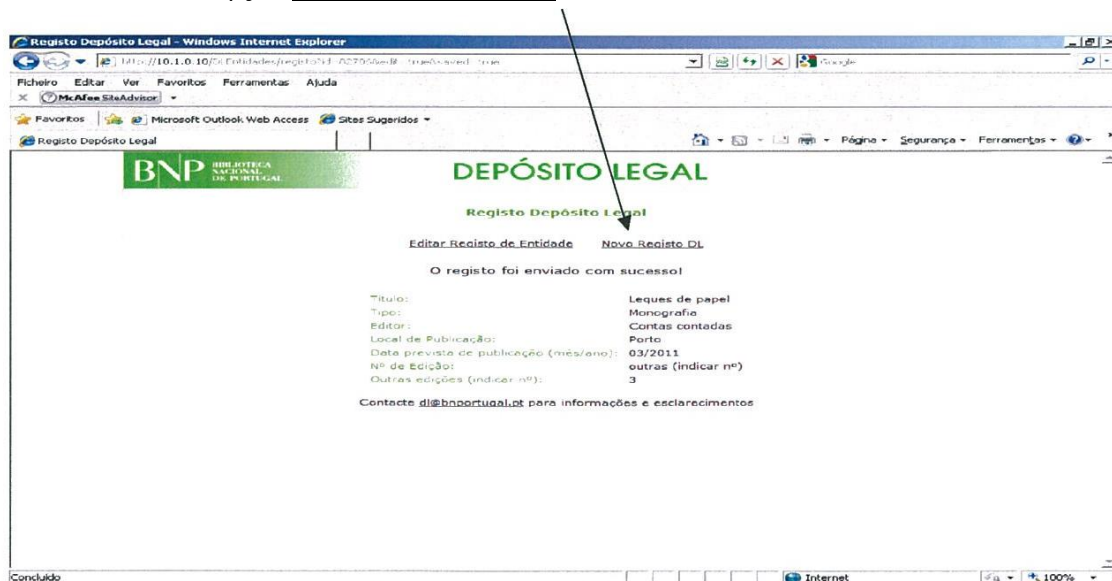 Registo Depósito Legal - Windows Internet Explorer
Google
Ficheiro Editar Ver Favoritos Ferramentas Ajuda
McAfee SiteAdvisor
Favoritos Microsoft Outlook Web Access Sites Sugeridos
Registo Depósito Legal Página Segurança Ferramentas
BNP BIBLIOTECA NACIONAL DE PORTUGAL DEPÓSITO LEGAL
Registo Depósito Legal
Editar Registo de Entidade Novo Registo DL
O registo foi enviado com sucesso!
Título: Leques de papel
Tipo: Monografia
Editor: Contas contadas
Local de Publicação: Porto
Data prevista de publicação (mês/ano): 03/2011
Nº de Edição: outras (indicar nº)
Outras edições (indicar nº): 3
Contacte dl@bnportugal.pt para informações e esclarecimentos
Concluído Internet 100%